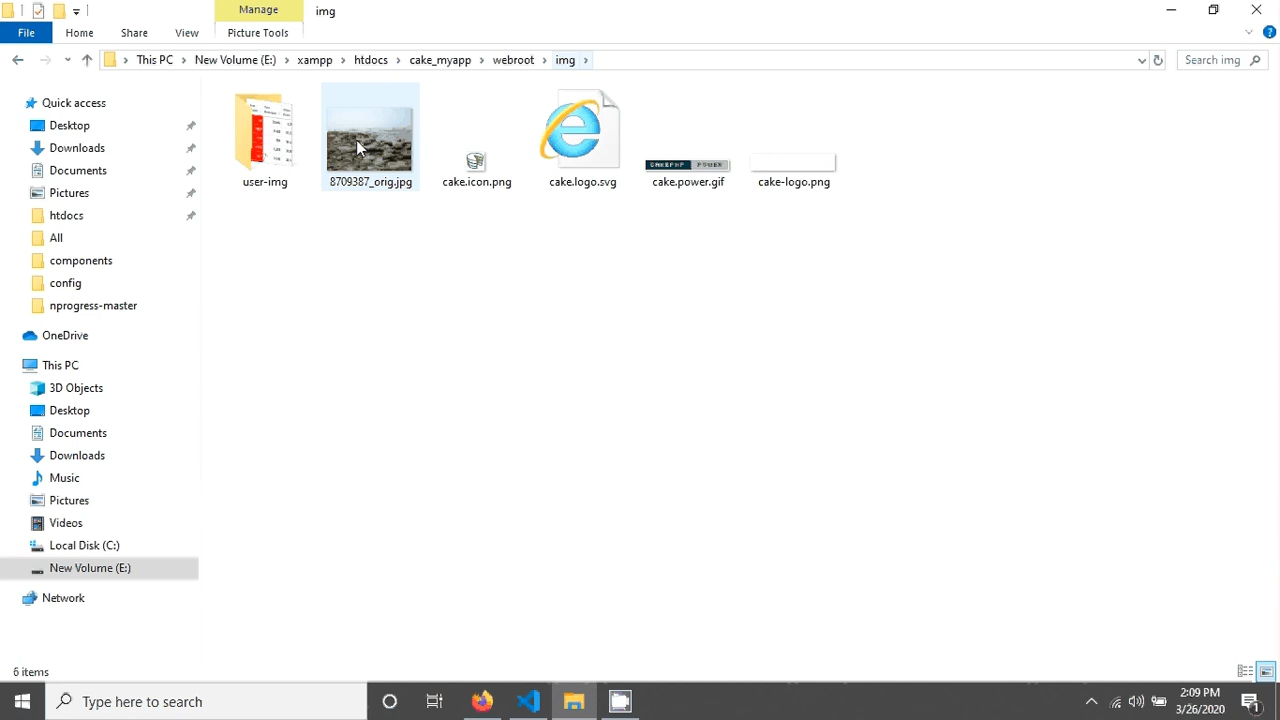 Manage
img
File
Home
Share
View
Picture Tools
This PC
New Volume (E:)
xampp
htdocs
cake_myapp
webroot
img
Search img
Quick access
Desktop
Downloads
Documents
Pictures
htdocs
All
components
config
nprogress-master
OneDrive
This PC
3D Objects
Desktop
Documents
Downloads
Music
Pictures
Videos
Local Disk (C:)
New Volume (E:)
Network
user-img
8709387_orig.jpg
cake.icon.png
cake.logo.svg
CAKEPHP POWER
cake.power.gif
cake-logo.png
6 items
Type here to search
2:09 PM
3/26/2020
1